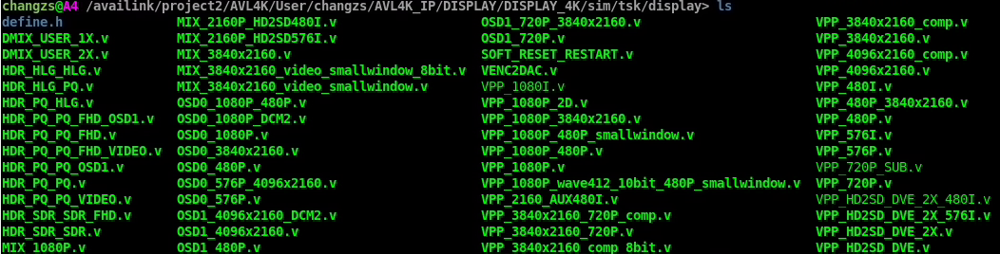 changzs@A4 /availink/project2/AVL4K/User/changzs/AVL4K_IP/DISPLAY/DISPLAY_4K/sim/tsk/display> ls
define.h MIX_2160P_HD2SD480I.v OSD1_720P_3840x2160.v VPP_3840x2160_comp.v
DMIX_USER_1X.v MIX_2160P_HD2SD576I.v OSD1_720P.v VPP_3840x2160.v
DMIX_USER_2X.v MIX_3840x2160.v SOFT_RESET_RESTART.v VPP_4096x2160_comp.v
HDR_HLG_HLG.v MIX_3840x2160_video_smallwindow_8bit.v VENC2DAC.v VPP_4096x2160.v
HDR_HLG_PQ.v MIX_3840x2160_video_smallwindow.v VPP_1080I.v VPP_480I.v
HDR_PQ_HLG.v OSD0_1080P_480P.v VPP_1080P_2D.v VPP_480P_3840x2160.v
HDR_PQ_PQ_FHD_OSD1.v OSD0_1080P_DCM2.v VPP_1080P_3840x2160.v VPP_480P.v
HDR_PQ_PQ_FHD.v OSD0_1080P.v VPP_1080P_480P_smallwindow.v VPP_576I.v
HDR_PQ_PQ_FHD_VIDEO.v OSD0_3840x2160.v VPP_1080P_480P.v VPP_576P.v
HDR_PQ_PQ_OSD1.v OSD0_480P.v VPP_1080P.v VPP_720P_SUB.v
HDR_PQ_PQ.v OSD0_576P_4096x2160.v VPP_1080P_wave412_10bit_480P_smallwindow.v VPP_720P.v
HDR_PQ_PQ_VIDEO.v OSD0_576P.v VPP_2160_AUX480I.v VPP_HD2SD_DVE_2X_480I.v
HDR_SDR_SDR_FHD.v OSD1_4096x2160_DCM2.v VPP_3840x2160_720P_comp.v VPP_HD2SD_DVE_2X_576I.v
HDR_SDR_SDR.v OSD1_4096x2160.v VPP_3840x2160_720P.v VPP_HD2SD_DVE_2X.v
MIX_1080P.v OSD1_480P.v VPP_3840x2160_comp_8bit.v VPP_HD2SD_DVE.v